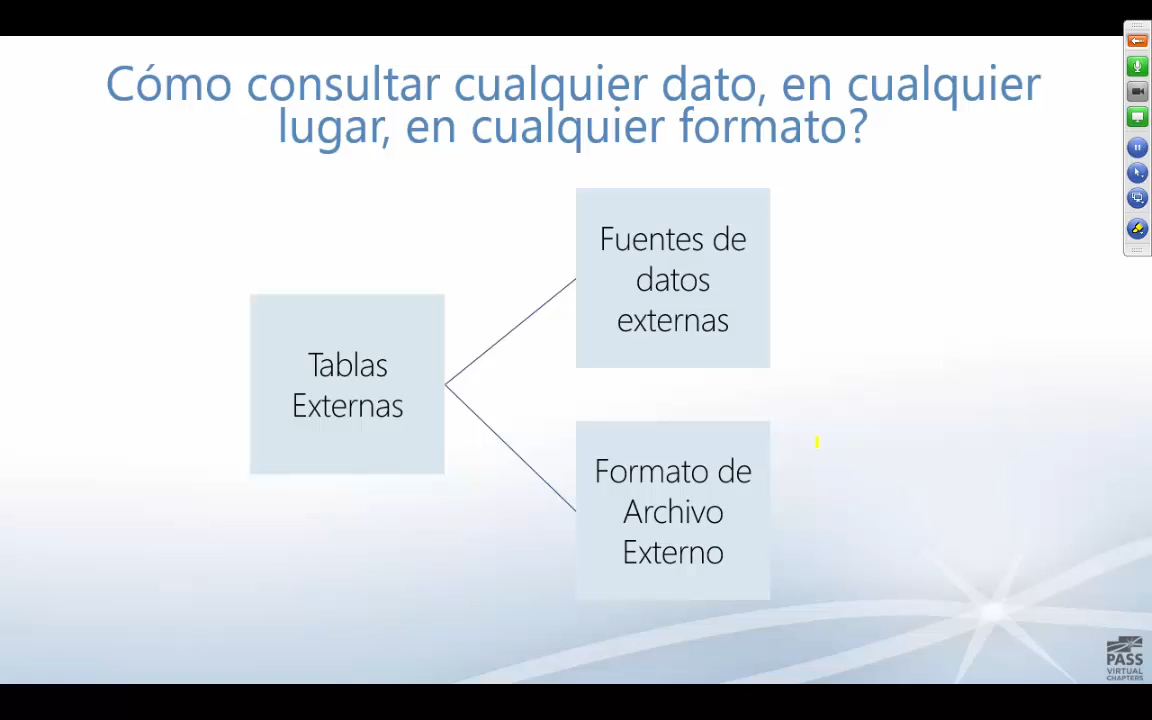 Cómo consultar cualquier dato, en cualquier
lugar, en cualquier formato?
Fuentes de
datos
externas
Tablas
Externas
Formato de
Archivo
Externo
PASS
VIRTUAL
CHAPTERS